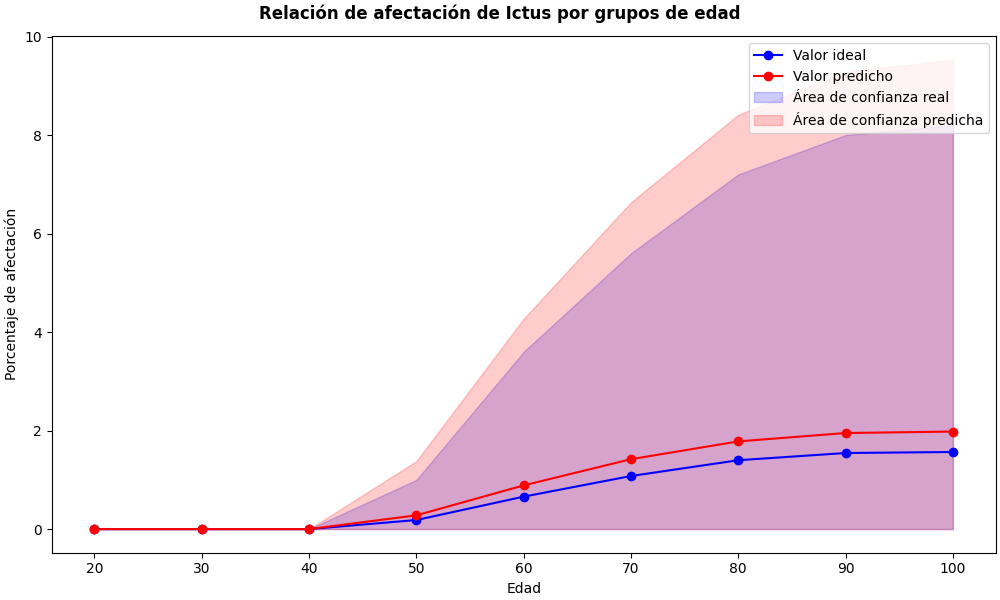 Relación de afectación de Ictus por grupos de edad
10
8
6
4
2
0
Porcentaje de afectación
Valor ideal
Valor predicho
Área de confianza real
Área de confianza predicha
20 30 40 50 60 70 80 90 100
Edad